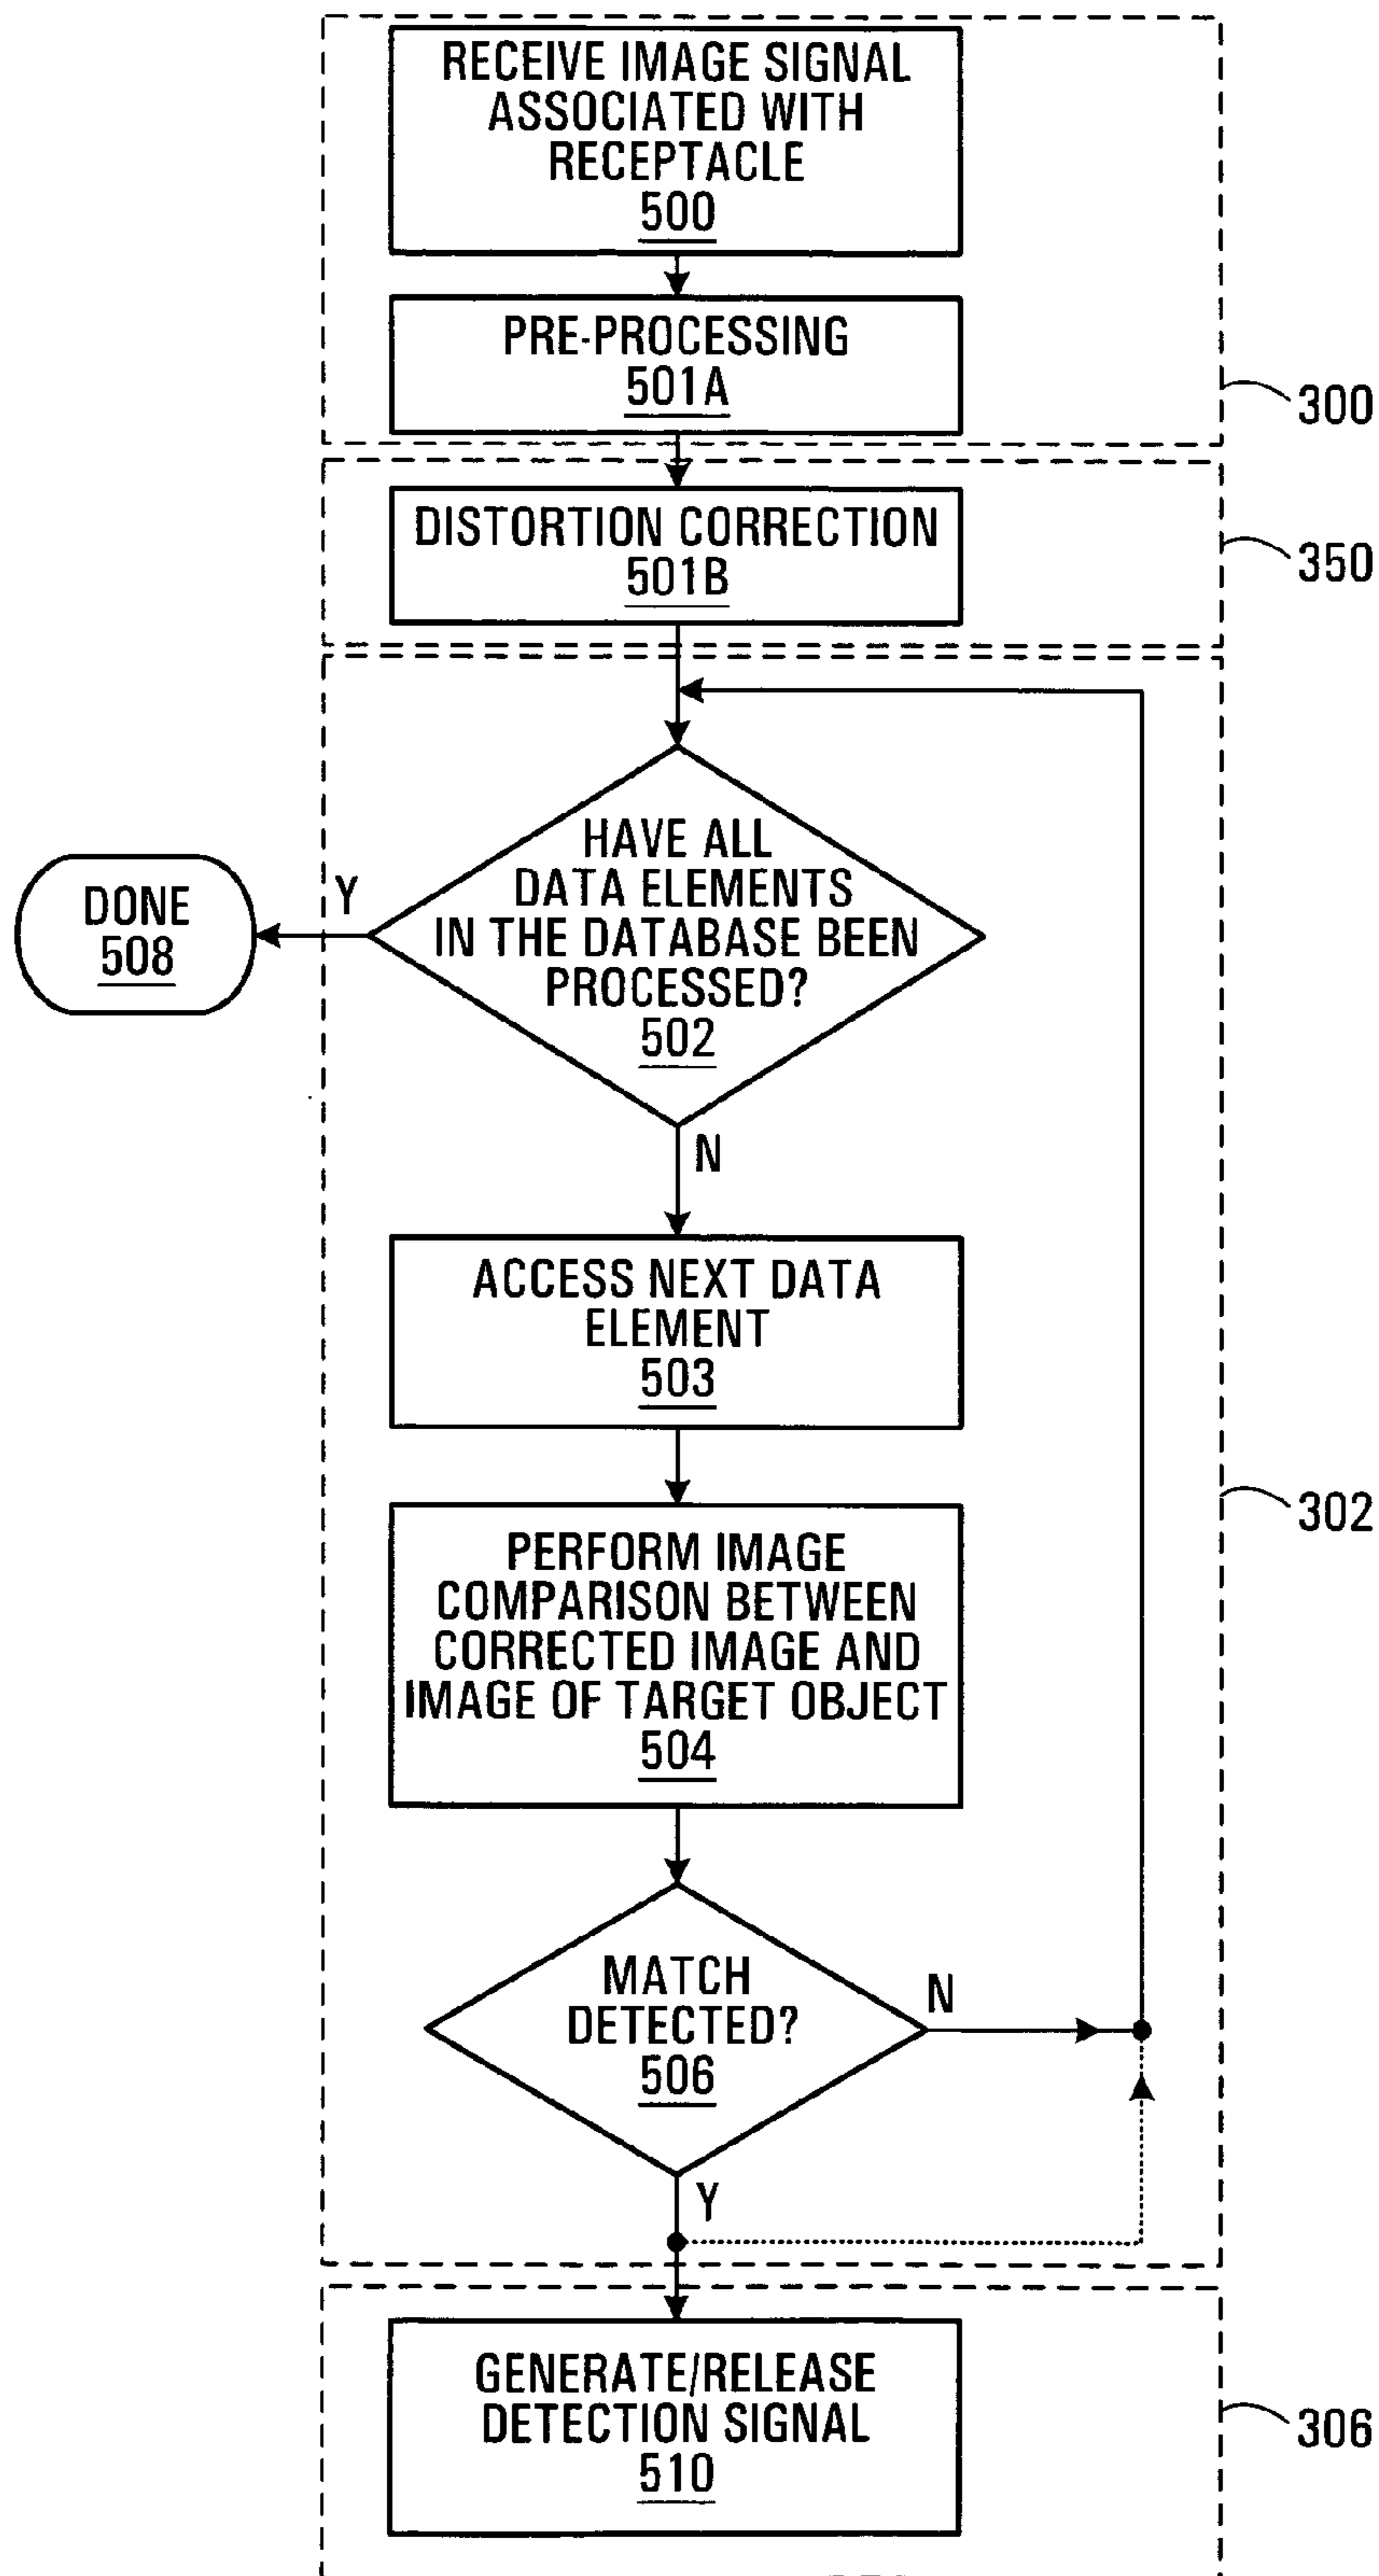 RECEIVE IMAGE SIGNAL
ASSOCIATED WITH
RECEPTACLE
500
PRE-PROCESSING
501A
300
DISTORTION CORRECTION
501B
350
HAVE ALL
DATA ELEMENTS
IN THE DATABASE BEEN
PROCESSED?
502
Y
DONE
508
N
ACCESS NEXT DATA
ELEMENT
503
302
PERFORM IMAGE
COMPARISON BETWEEN
CORRECTED IMAGE AND
IMAGE OF TARGET OBJECT
504
MATCH
DETECTED?
506
N
Y
GENERATE/RELEASE
DETECTION SIGNAL
510
306